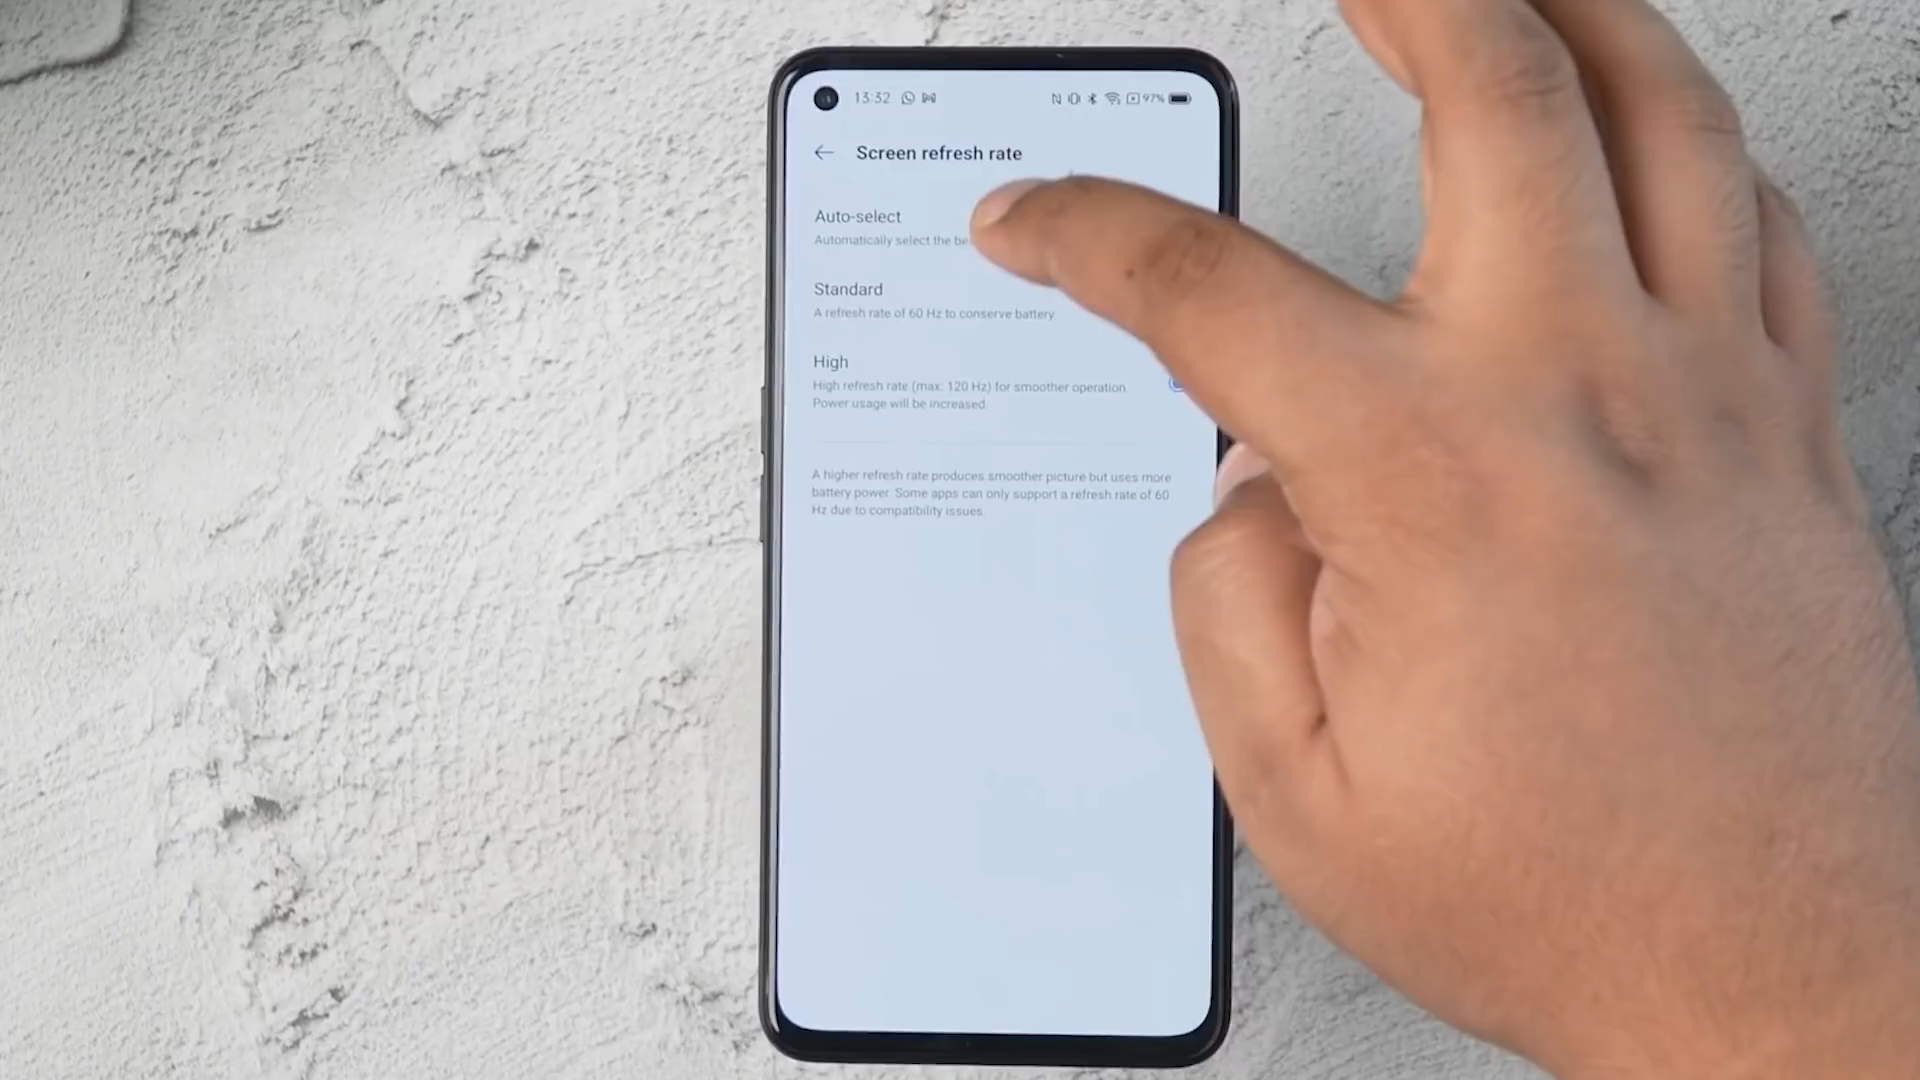 13:32 97%
Screen refresh rate
Auto-select
Automatically select the
Standard
A refresh rate of 60 Hz to conserve battery
High
High refresh rate (max: 120 Hz) for smoother operation.
Power usage will be increased.
A higher refresh rate produces smoother picture but uses more
battery power. Some apps can only support a refresh rate of 60
Hz due to compatibility issues.